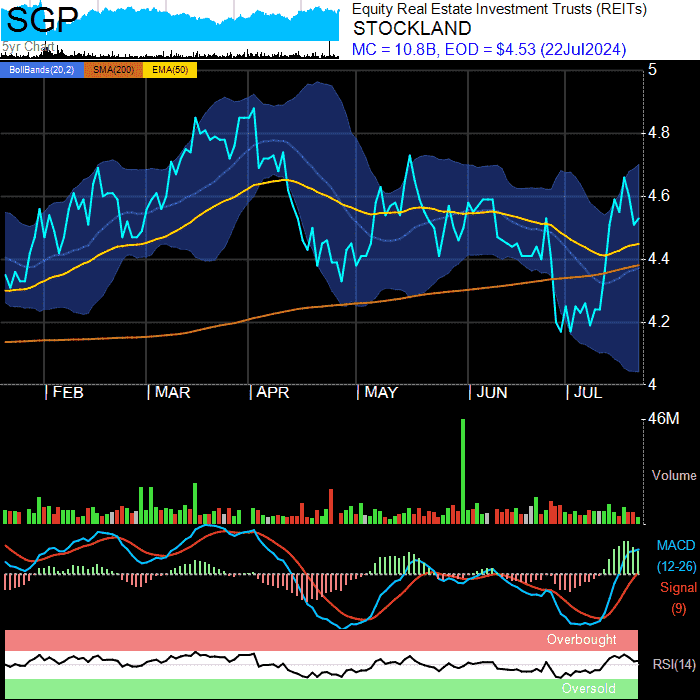 SGP
5yr Chart
Equity Real Estate Investment Trusts (REITs)
STOCKLAND
MC = 10.8B, EOD = $4.53 (22Jul2024)
BollBands(20,2) SMA(200) EMA(50)
5
4.8
4.6
4.4
4.2
4
FEB MAR APR MAY JUN JUL
46M
Volume
MACD
(12-26)
Signal
(9)
Overbought
RSI(14)
Oversold